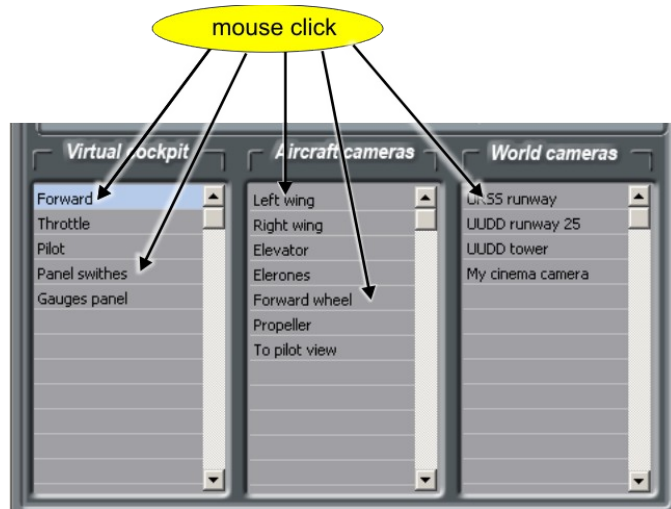 mouse click
Virtual cockpit
Forward
Throttle
Pilot
Panel swithes
Gauges panel
Aircraft cameras
Left wing
Right wing
Elevator
Elerones
Forward wheel
Propeller
To pilot view
World cameras
runway
UUDD runway 25
UUDD tower
My cinema camera